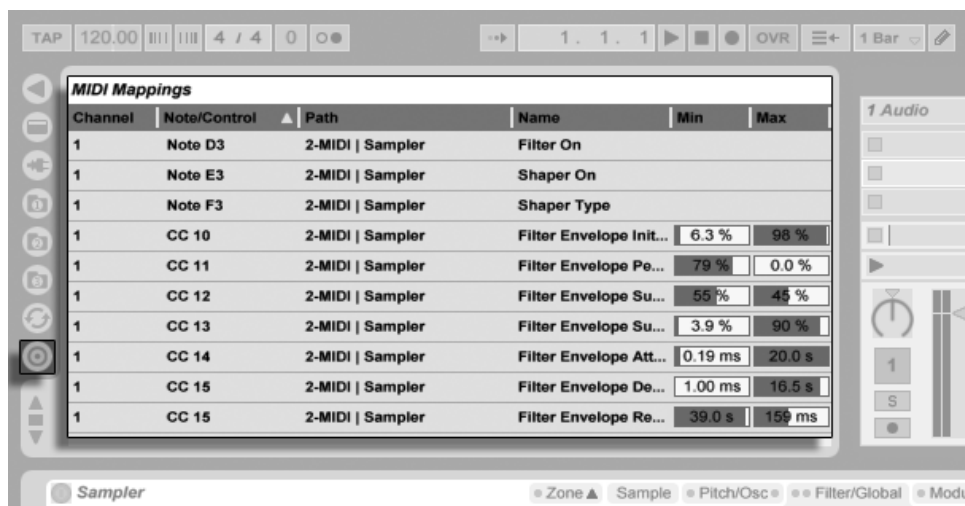 TAP 120.00 4 / 4 0 1. 1. 1 OVR 1 Bar
MIDI Mappings
Channel Note/Control Path Name Min Max
1 Note D3 2-MIDI | Sampler Filter On
1 Note E3 2-MIDI | Sampler Shaper On
1 Note F3 2-MIDI | Sampler Shaper Type
1 CC 10 2-MIDI | Sampler Filter Envelope Init... 6.3 % 98 %
1 CC 11 2-MIDI | Sampler Filter Envelope Pe... 79 % 0.0 %
1 CC 12 2-MIDI | Sampler Filter Envelope Su... 55 % 45 %
1 CC 13 2-MIDI | Sampler Filter Envelope Su... 3.9 % 90 %
1 CC 14 2-MIDI | Sampler Filter Envelope Att... 0.19 ms 20.0 s
1 CC 15 2-MIDI | Sampler Filter Envelope De... 1.00 ms 16.5 s
1 CC 15 2-MIDI | Sampler Filter Envelope Re... 39.0 s 159 ms
1 Audio
1
S
1
2
3
Sampler Zone Sample Pitch/Osc Filter/Global Modu